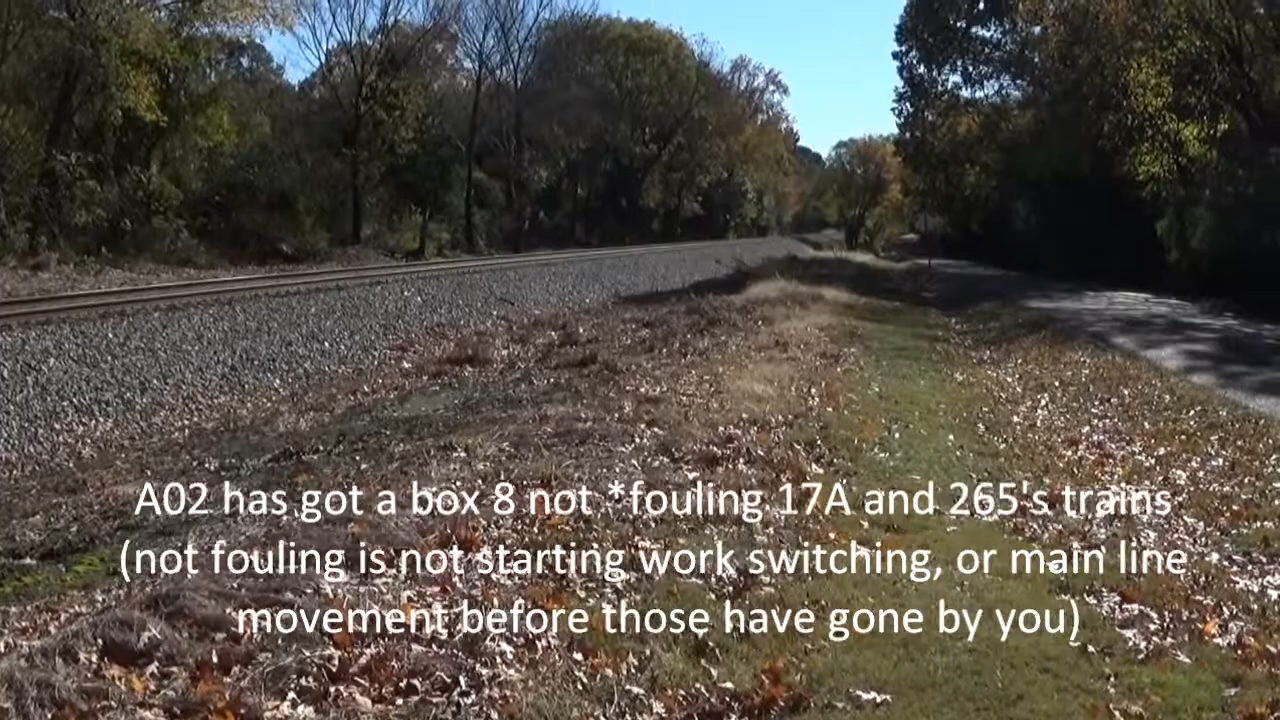 A02 has got a box 8 not *fouling 17A and 265's trains
(not fouling is not starting work switching, or main line
movement before those have gone by you)